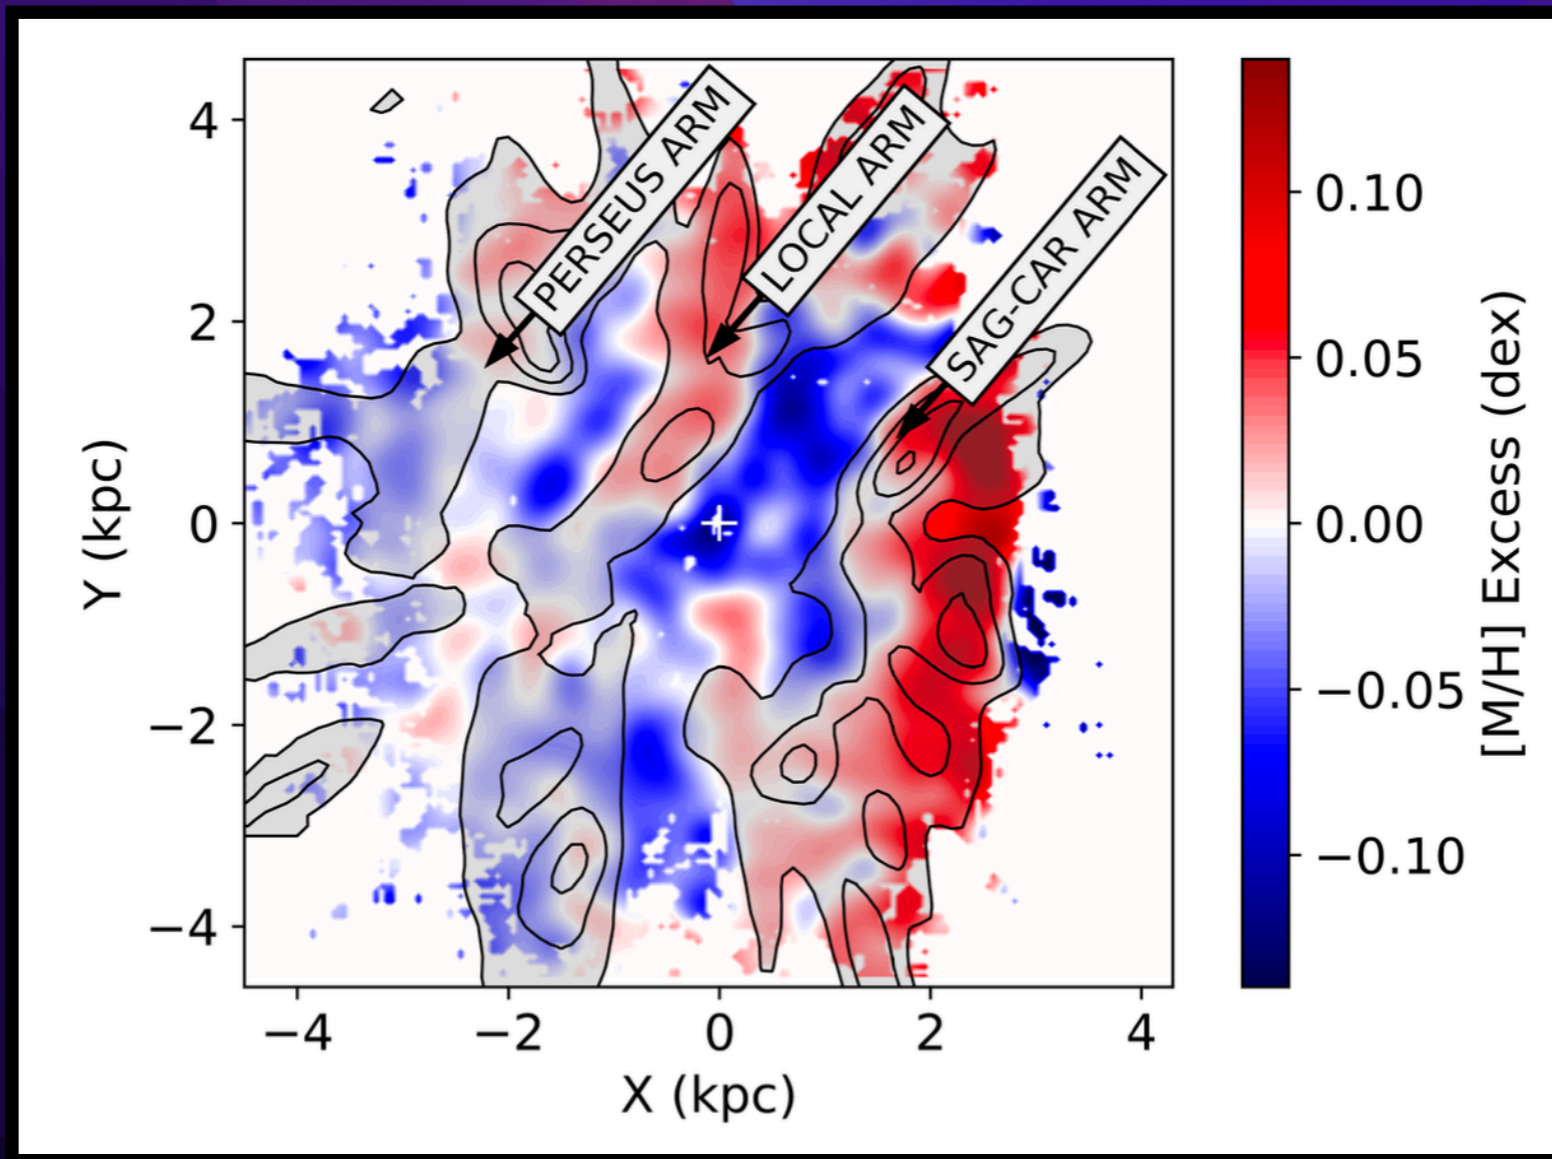 PERSEUS ARM
LOCAL ARM
SAG-CAR ARM
4
2
0
−2
−4
Y (kpc)
−4
−2
0
2
4
X (kpc)
0.10
0.05
0.00
−0.05
−0.10
[M/H] Excess (dex)